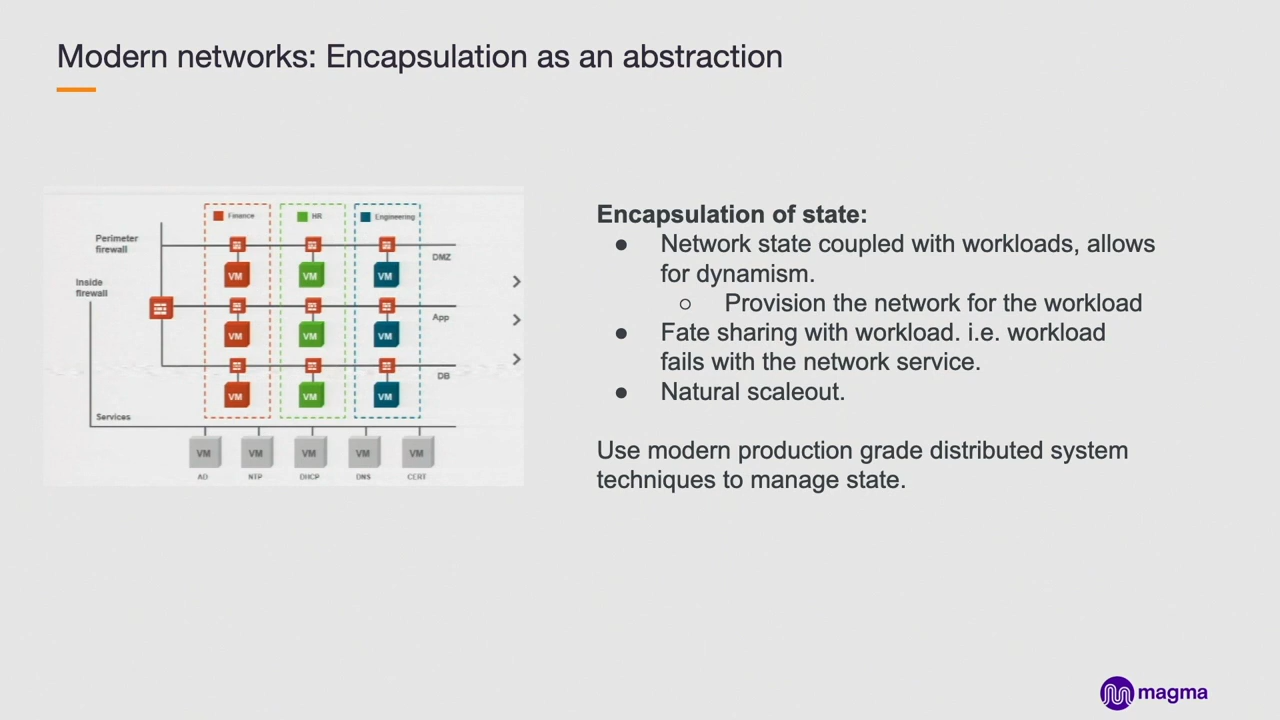 Modern networks: Encapsulation as an abstraction
Finance
HR
Engineering
Perimeter
firewall
DMZ
VM
VM
VM
Inside
firewall
App
VM
VM
VM
DB
VM
VM
VM
Services
VM
VM
VM
VM
VM
AD
NTP
DHCP
DNS
CERT
Encapsulation of state:
● Network state coupled with workloads, allows
for dynamism.
○ Provision the network for the workload
● Fate sharing with workload. i.e. workload
fails with the network service.
● Natural scaleout.
Use modern production grade distributed system
techniques to manage state.
magma